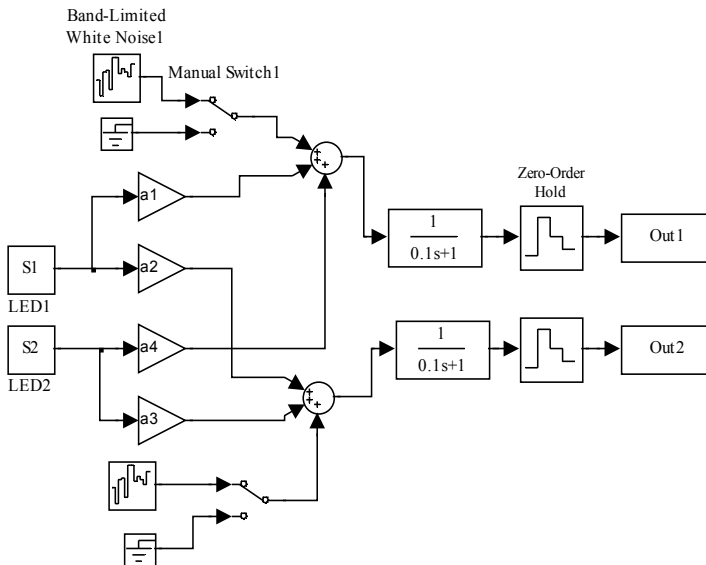 Band-Limited
White Noise1
Manual Switch1
+
+
+
a1
Zero-Order
Hold
1
0.1s+1
Out1
S1
LED1
a2
S2
LED2
a4
1
0.1s+1
Out2
+
+
+
a3